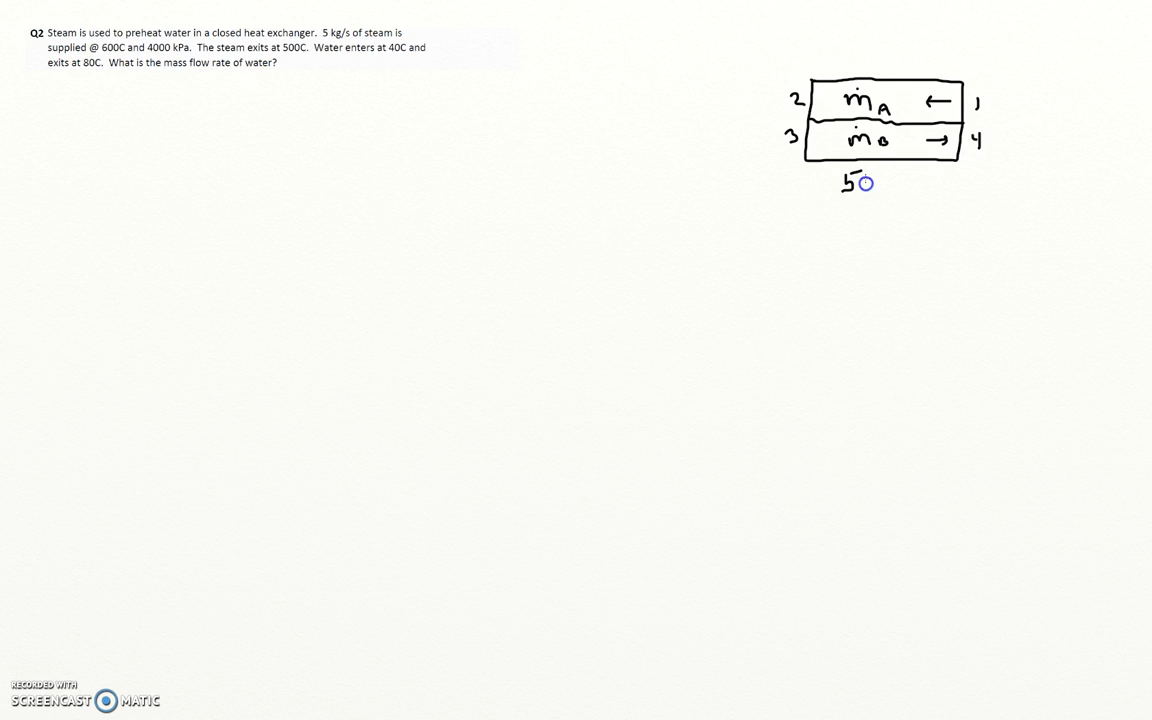 Q2 Steam is used to preheat water in a closed heat exchanger. 5 kg/s of steam is
supplied @ 600C and 4000 kPa. The steam exits at 500C. Water enters at 40C and
exits at 80C. What is the mass flow rate of water?
2 ṁA ← 1
3 ṁB → 4
50
RECORDED WITH
SCREENCAST MATIC